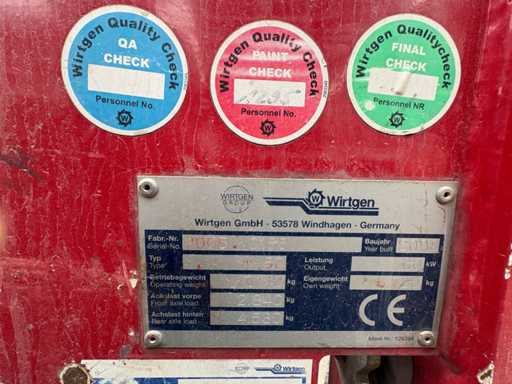 Wirtgen Quality Check
QA
CHECK
Personnel No.
Wirtgen Quality Check
PAINT
CHECK
Personnel No.
Wirtgen Qualitycheck
FINAL
CHECK
Personnel NR
WIRTGEN
GROUP
Wirtgen
Wirtgen GmbH - 53578 Windhagen - Germany
Fabr.-Nr.
Serial-No.
Baujahr
Year built
Typ
Type
Leistung
Output
kW
Betriebsgewicht
Operating weight
kg
Eigengewicht
Own weight
kg
Achslast vorne
Front axle load
kg
Achslast hinten
Rear axle load
kg
CE
Wirtgen